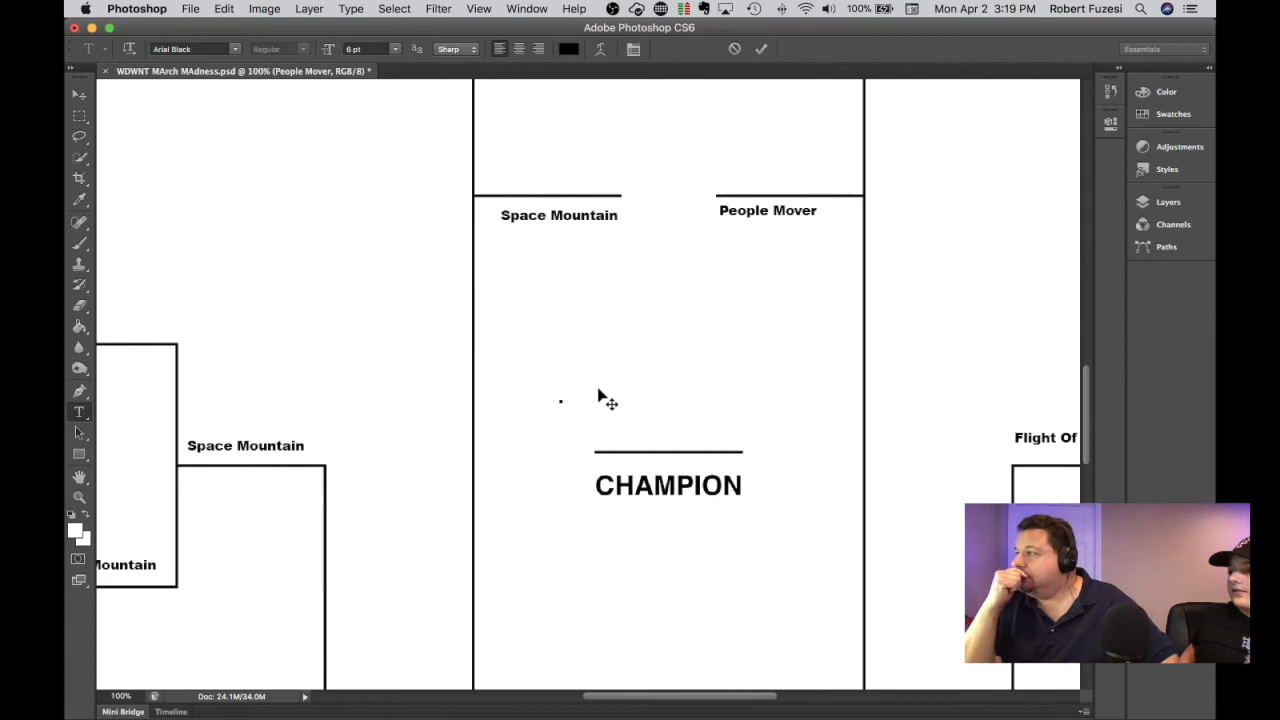 Photoshop File Edit Image Layer Type Select Filter View Window Help 100% Mon Apr 2 3:19 PM Robert Fuzesi
Adobe Photoshop CS6
T Arial Black Regular 6 pt Sharp Essentials
× WDWNT MArch MAdness.psd @ 100% (People Mover, RGB/8) *
Color
Swatches
Adjustments
Styles
Layers
Channels
Paths
Space Mountain
People Mover
Space Mountain
Flight Of
CHAMPION
Mountain
100% Doc: 24.1M/34.0M
Mini Bridge Timeline